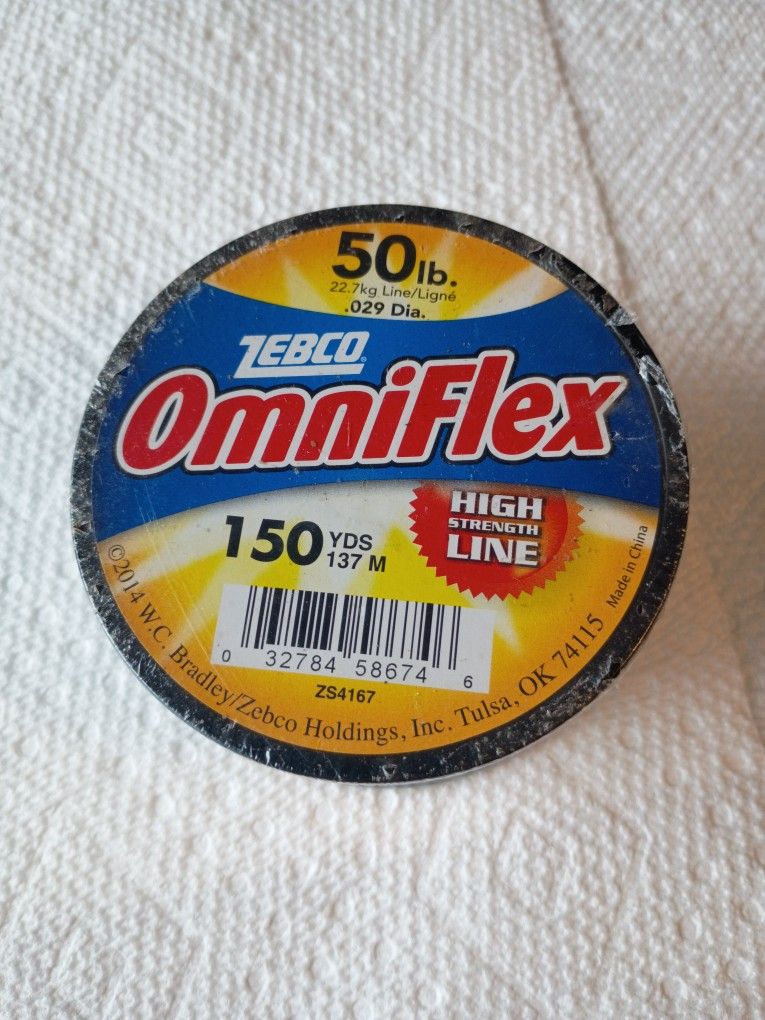 50lb.
22.7kg Line/Ligné
.029 Dia.
ZEBCO®
OmniFlex
HIGH
STRENGTH
LINE
150 YDS
137 M
0 32784 58674 6
ZS4167
©2014 W.C. Bradley/Zebco Holdings, Inc. Tulsa, OK 74115 Made in China